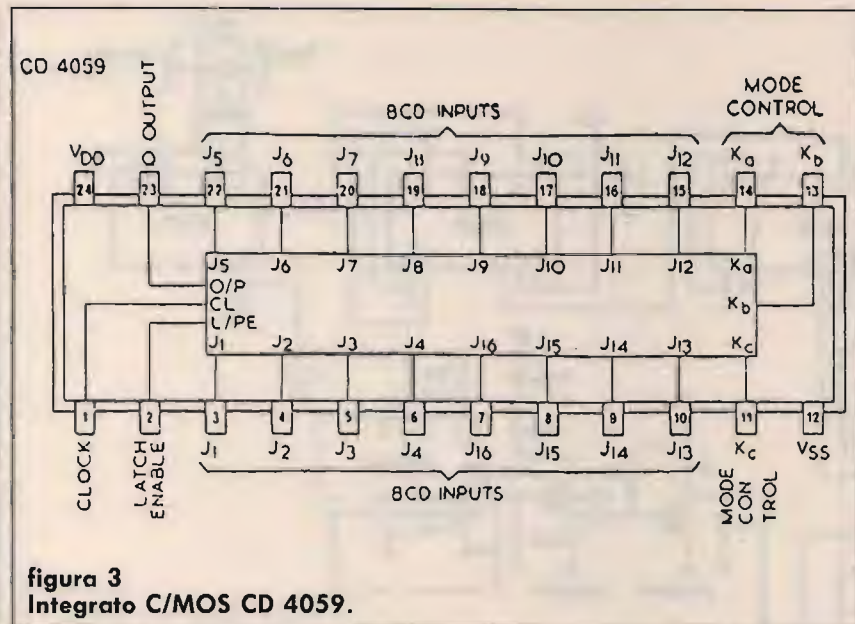 CD 4059
O OUTPUT
BCD INPUTS
MODE
CONTROL
VDD J5 J6 J7 J11 J9 J10 J11 J12 Ka Kb
24 23 22 21 20 19 18 17 16 15 14 13
J5 J6 J7 J8 J9 J10 J11 J12 Ka
O/P
CL
L/PE
Kb
J1 J2 J3 J4 J16 J15 J14 J13 Kc
1 2 3 4 5 6 7 8 9 10 11 12
CLOCK
LATCH
ENABLE
J1 J2 J3 J4 J16 J15 J14 J13 Kc VSS
BCD INPUTS
MODE
CON
TROL
figura 3
Integrato C/MOS CD 4059.